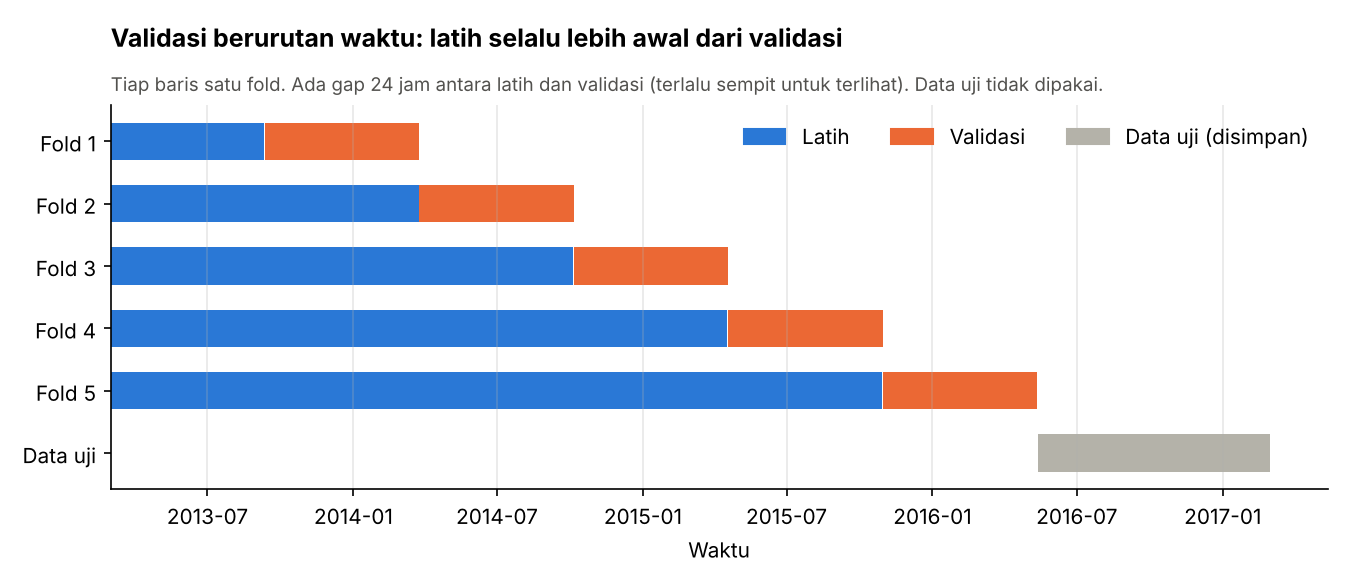 Validasi berurutan waktu: latih selalu lebih awal dari validasi
Tiap baris satu fold. Ada gap 24 jam antara latih dan validasi (terlalu sempit untuk terlihat). Data uji tidak dipakai.
Latih Validasi Data uji (disimpan)
Fold 1
Fold 2
Fold 3
Fold 4
Fold 5
Data uji
2013-07 2014-01 2014-07 2015-01 2015-07 2016-01 2016-07 2017-01
Waktu